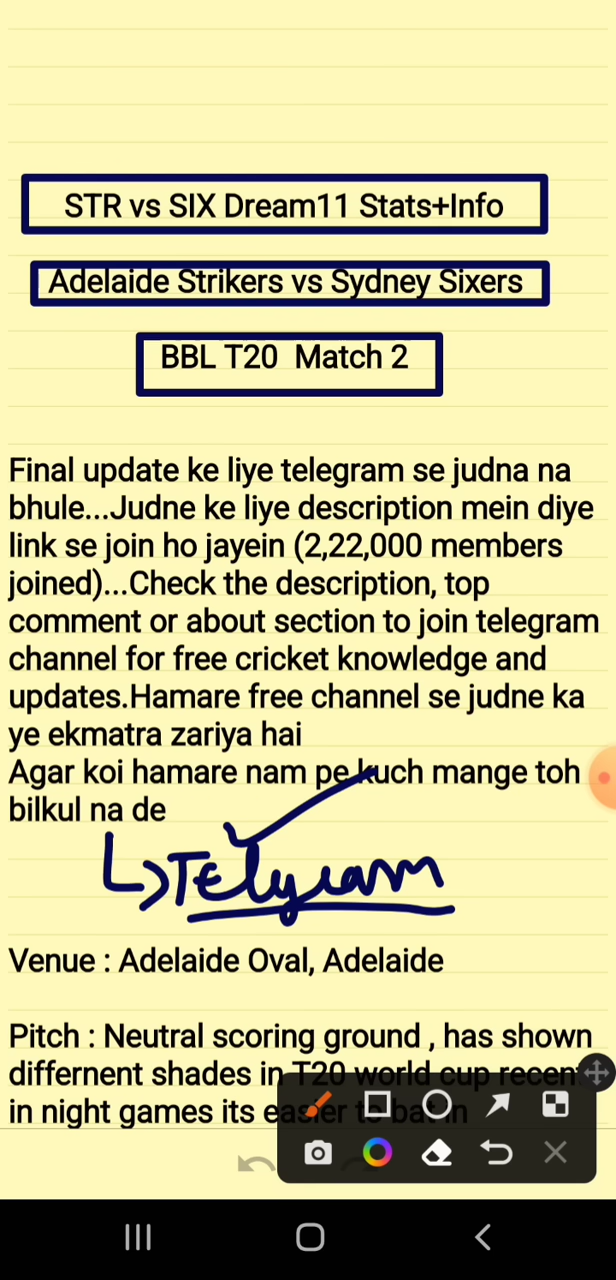 STR vs SIX Dream11 Stats+Info
Adelaide Strikers vs Sydney Sixers
BBL T20 Match 2
Final update ke liye telegram se judna na
bhule...Judne ke liye description mein diye
link se join ho jayein (2,22,000 members
joined)...Check the description, top
comment or about section to join telegram
channel for free cricket knowledge and
updates.Hamare free channel se judne ka
ye ekmatra zariya hai
Agar koi hamare nam pe kuch mange toh
bilkul na de
Telegram
Venue : Adelaide Oval, Adelaide
Pitch : Neutral scoring ground , has shown
differnent shades in T20 world cup recent
in night games its easier to bat in